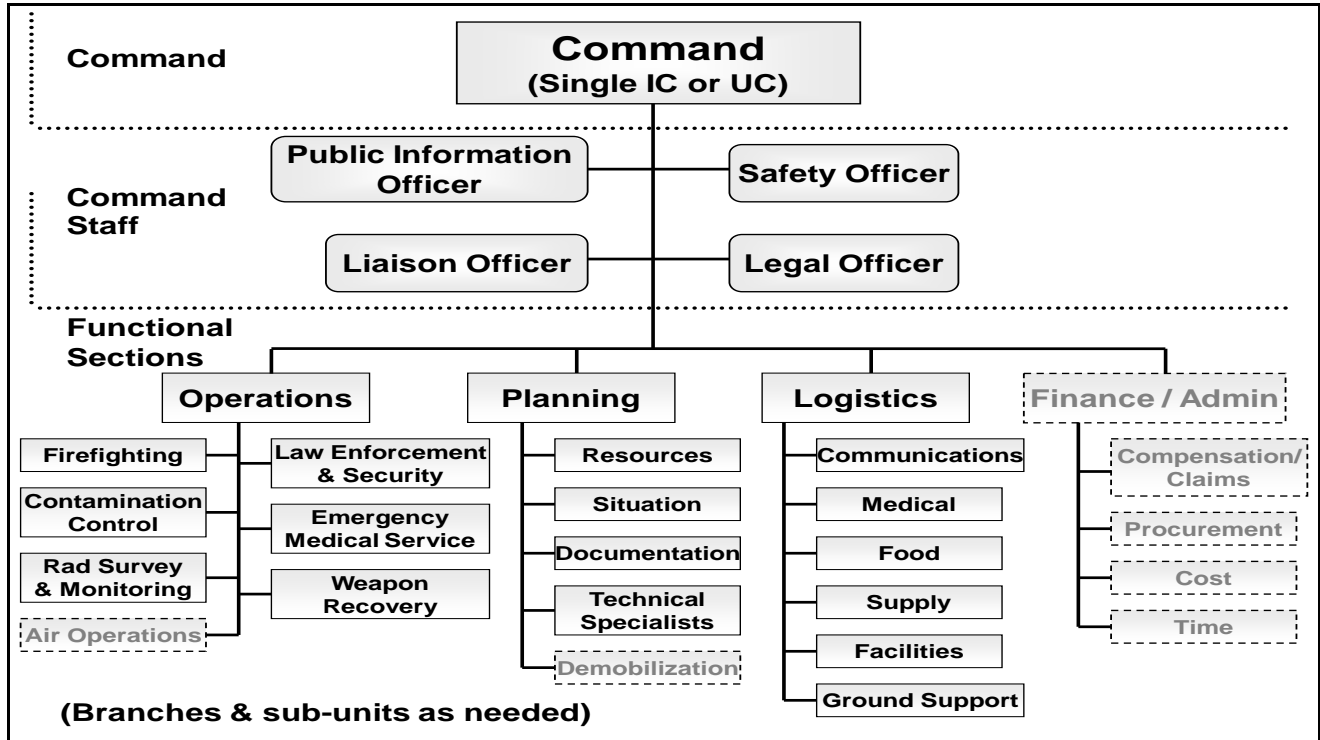 Command
Command
(Single IC or UC)
Command
Staff
Public Information
Officer
Safety Officer
Liaison Officer
Legal Officer
Functional
Sections
Operations
Planning
Logistics
Finance / Admin
Firefighting
Contamination
Control
Rad Survey
& Monitoring
Air Operations
Law Enforcement
& Security
Emergency
Medical Service
Weapon
Recovery
Resources
Situation
Documentation
Technical
Specialists
Demobilization
Communications
Medical
Food
Supply
Facilities
Ground Support
Compensation/
Claims
Procurement
Cost
Time
(Branches & sub-units as needed)